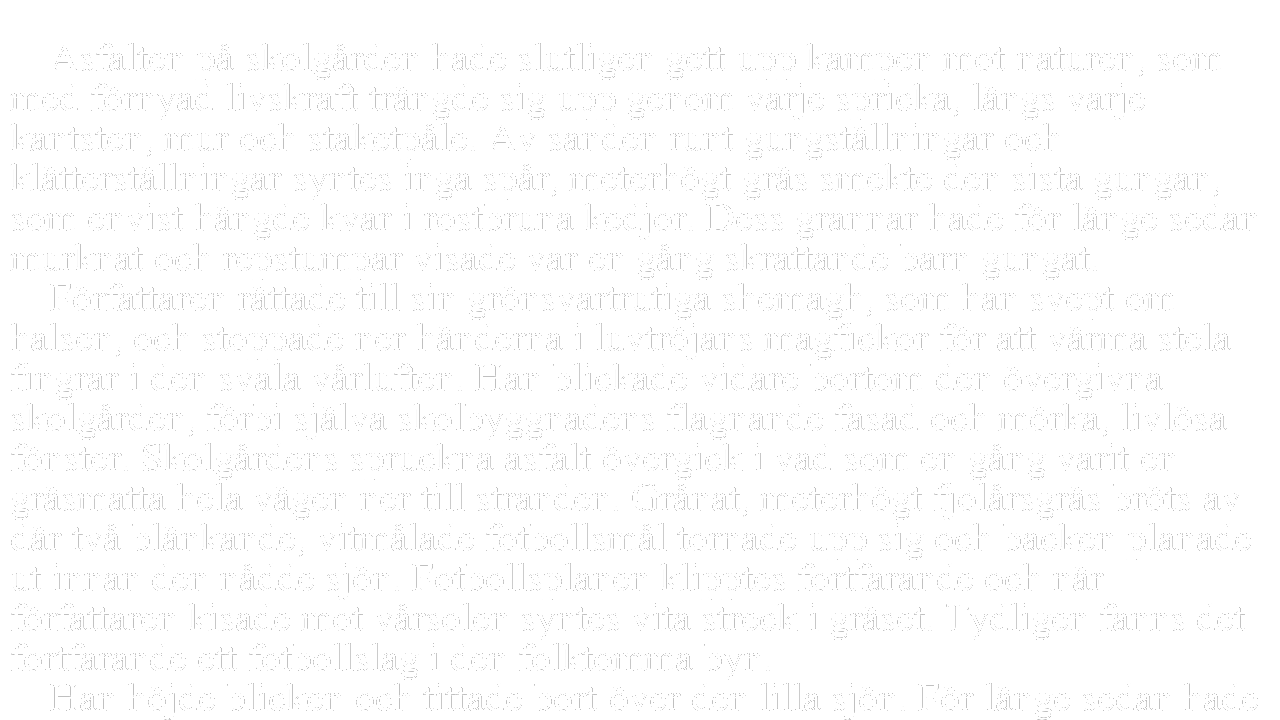 Asfalten på skolgården hade slutligen gett upp kampen mot naturen, som
med förnyad livskraft trängde sig upp genom varje spricka, längs varje
kantsten, mur och staketpåle. Av sanden runt gungställningar och
klätterställningar syntes inga spår, meterhögt gräs smekte den sista gungan,
som envist hängde kvar i rostbruna kedjor. Dess grannar hade för länge sedan
murknat och repstumpar visade var en gång skrattande barn gungat.
Författaren rättade till sin grönsvartrutiga shemagh, som han svept om
halsen, och stoppade ner händerna i luvtröjans magfickor för att värma stela
fingrar i den svala vårluften. Han blickade vidare bortom den övergivna
skolgården, förbi själva skolbyggnadens flagnande fasad och mörka, livlösa
fönster. Skolgårdens spruckna asfalt övergick i vad som en gång varit en
gräsmatta hela vägen ner till stranden. Grånat, meterhögt fjolårsgräs bröts av
där två blänkande, vitmålade fotbollsmål tornade upp sig och backen planade
ut innan den nådde sjön. Fotbollsplanen klipptes fortfarande och när
författaren kisade mot vårsolen syntes vita streck i gräset. Tydligen fanns det
fortfarande ett fotbollslag i den folktomma byn.
Han höjde blicken och tittade bort över den lilla sjön. För länge sedan hade